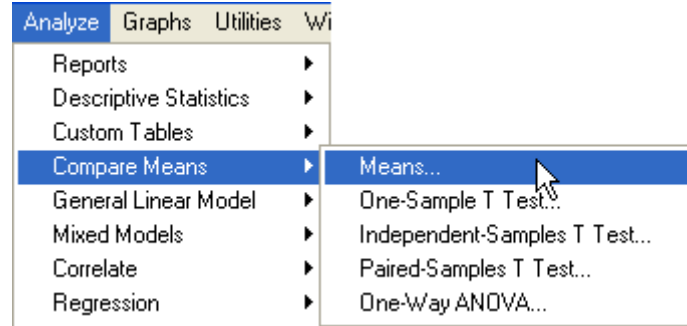 Analyze Graphs Utilities Wi
Reports
Descriptive Statistics
Custom Tables
Compare Means
General Linear Model
Mixed Models
Correlate
Regression
Means...
One-Sample T Test...
Independent-Samples T Test...
Paired-Samples T Test...
One-Way ANOVA...